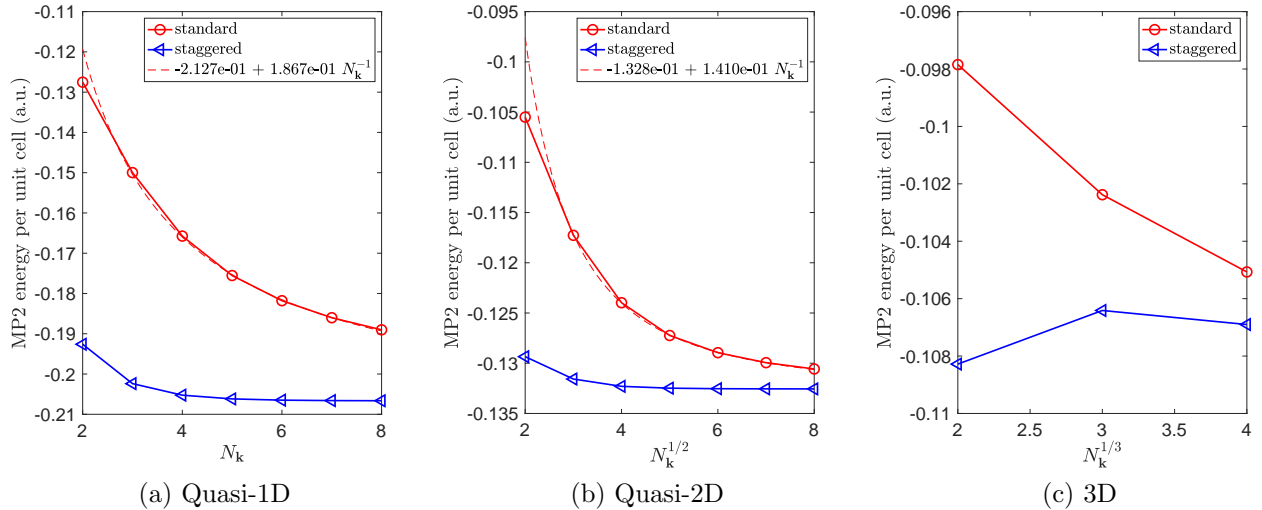 -0.11
-0.12
-0.13
-0.14
-0.15
-0.16
-0.17
-0.18
-0.19
-0.2
-0.21
2
4
6
8
MP2 energy per unit cell (a.u.)
N_k
standard
staggered
-2.127e-01 + 1.867e-01 N_k^{-1}
(a) Quasi-1D
-0.095
-0.1
-0.105
-0.11
-0.115
-0.12
-0.125
-0.13
-0.135
2
3
4
5
6
7
8
MP2 energy per unit cell (a.u.)
N_k^{1/2}
standard
staggered
-1.328e-01 + 1.410e-01 N_k^{-1}
(b) Quasi-2D
-0.096
-0.098
-0.1
-0.102
-0.104
-0.106
-0.108
-0.11
2
2.5
3
3.5
4
MP2 energy per unit cell (a.u.)
N_k^{1/3}
standard
staggered
(c) 3D